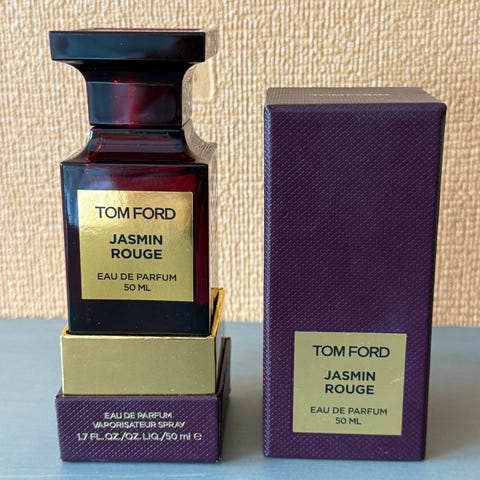 TOM FORD
JASMIN
ROUGE
EAU DE PARFUM
50 ML
EAU DE PARFUM
VAPORISATEUR SPRAY
1.7 FL.OZ./OZ.LIQ./50 ml ℮
TOM FORD
JASMIN
ROUGE
EAU DE PARFUM
50 ML